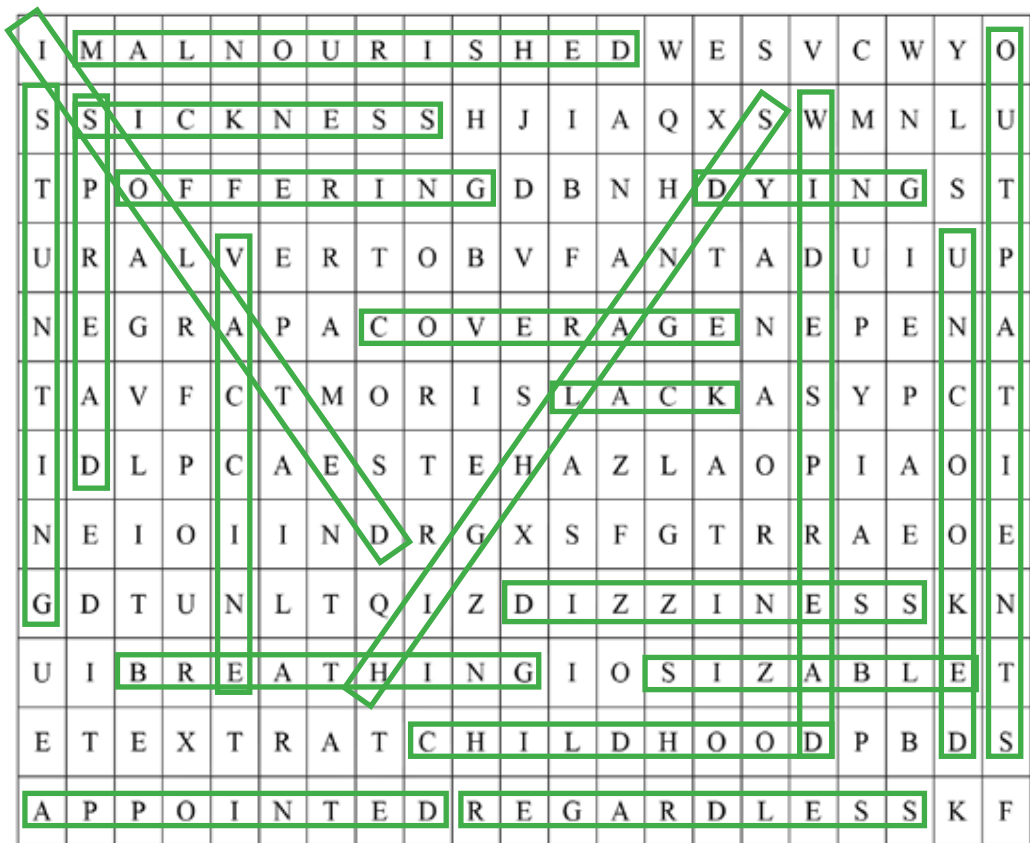 I M A L N O U R I S H E D W E S V C W Y O
S S I C K N E S S H J I A Q X S W M N L U
T P O F F E R I N G D B N H D Y I N G S T
U R A L V E R T O B V F A N T A D U I U P
N E G R A P A C O V E R A G E N E P E N A
T A V F C T M O R I S L A C K A S Y P C T
I D L P C A E S T E H A Z L A O P I A O I
N E I O I I N D R G X S F G T R R A E O E
G D T U N L T Q I Z D I Z Z I N E S S K N
U I B R E A T H I N G I O S I Z A B L E T
E T E X T R A T C H I L D H O O D P B D S
A P P O I N T E D R E G A R D L E S S K F